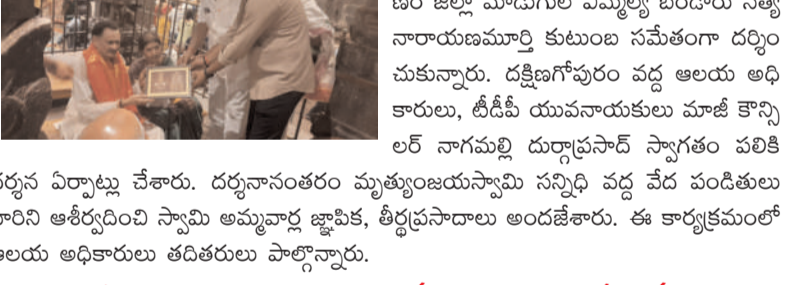 జిల్లా మాడుగుల ఎమ్మెల్యే బండారు సత్య
నారాయణమూర్తి కుటుంబ సమేతంగా దర్శిం
చుకున్నారు. దక్షిణగోపురం వద్ద ఆలయ అధి
కారులు, టీడీపీ యువనాయకులు మాజీ కౌన్సి
లర్ నాగమల్లి దుర్గాప్రసాద్ స్వాగతం పలికి
దర్శన ఏర్పాట్లు చేశారు. దర్శనానంతరం మృత్యుంజయస్వామి సన్నిధి వద్ద వేద పండితులు
వారిని ఆశీర్వదించి స్వామి అమ్మవార్ల జ్ఞాపిక, తీర్థప్రసాదాలు అందజేశారు. ఈ కార్యక్రమంలో
ఆలయ అధికారులు తదితరులు పాల్గొన్నారు.